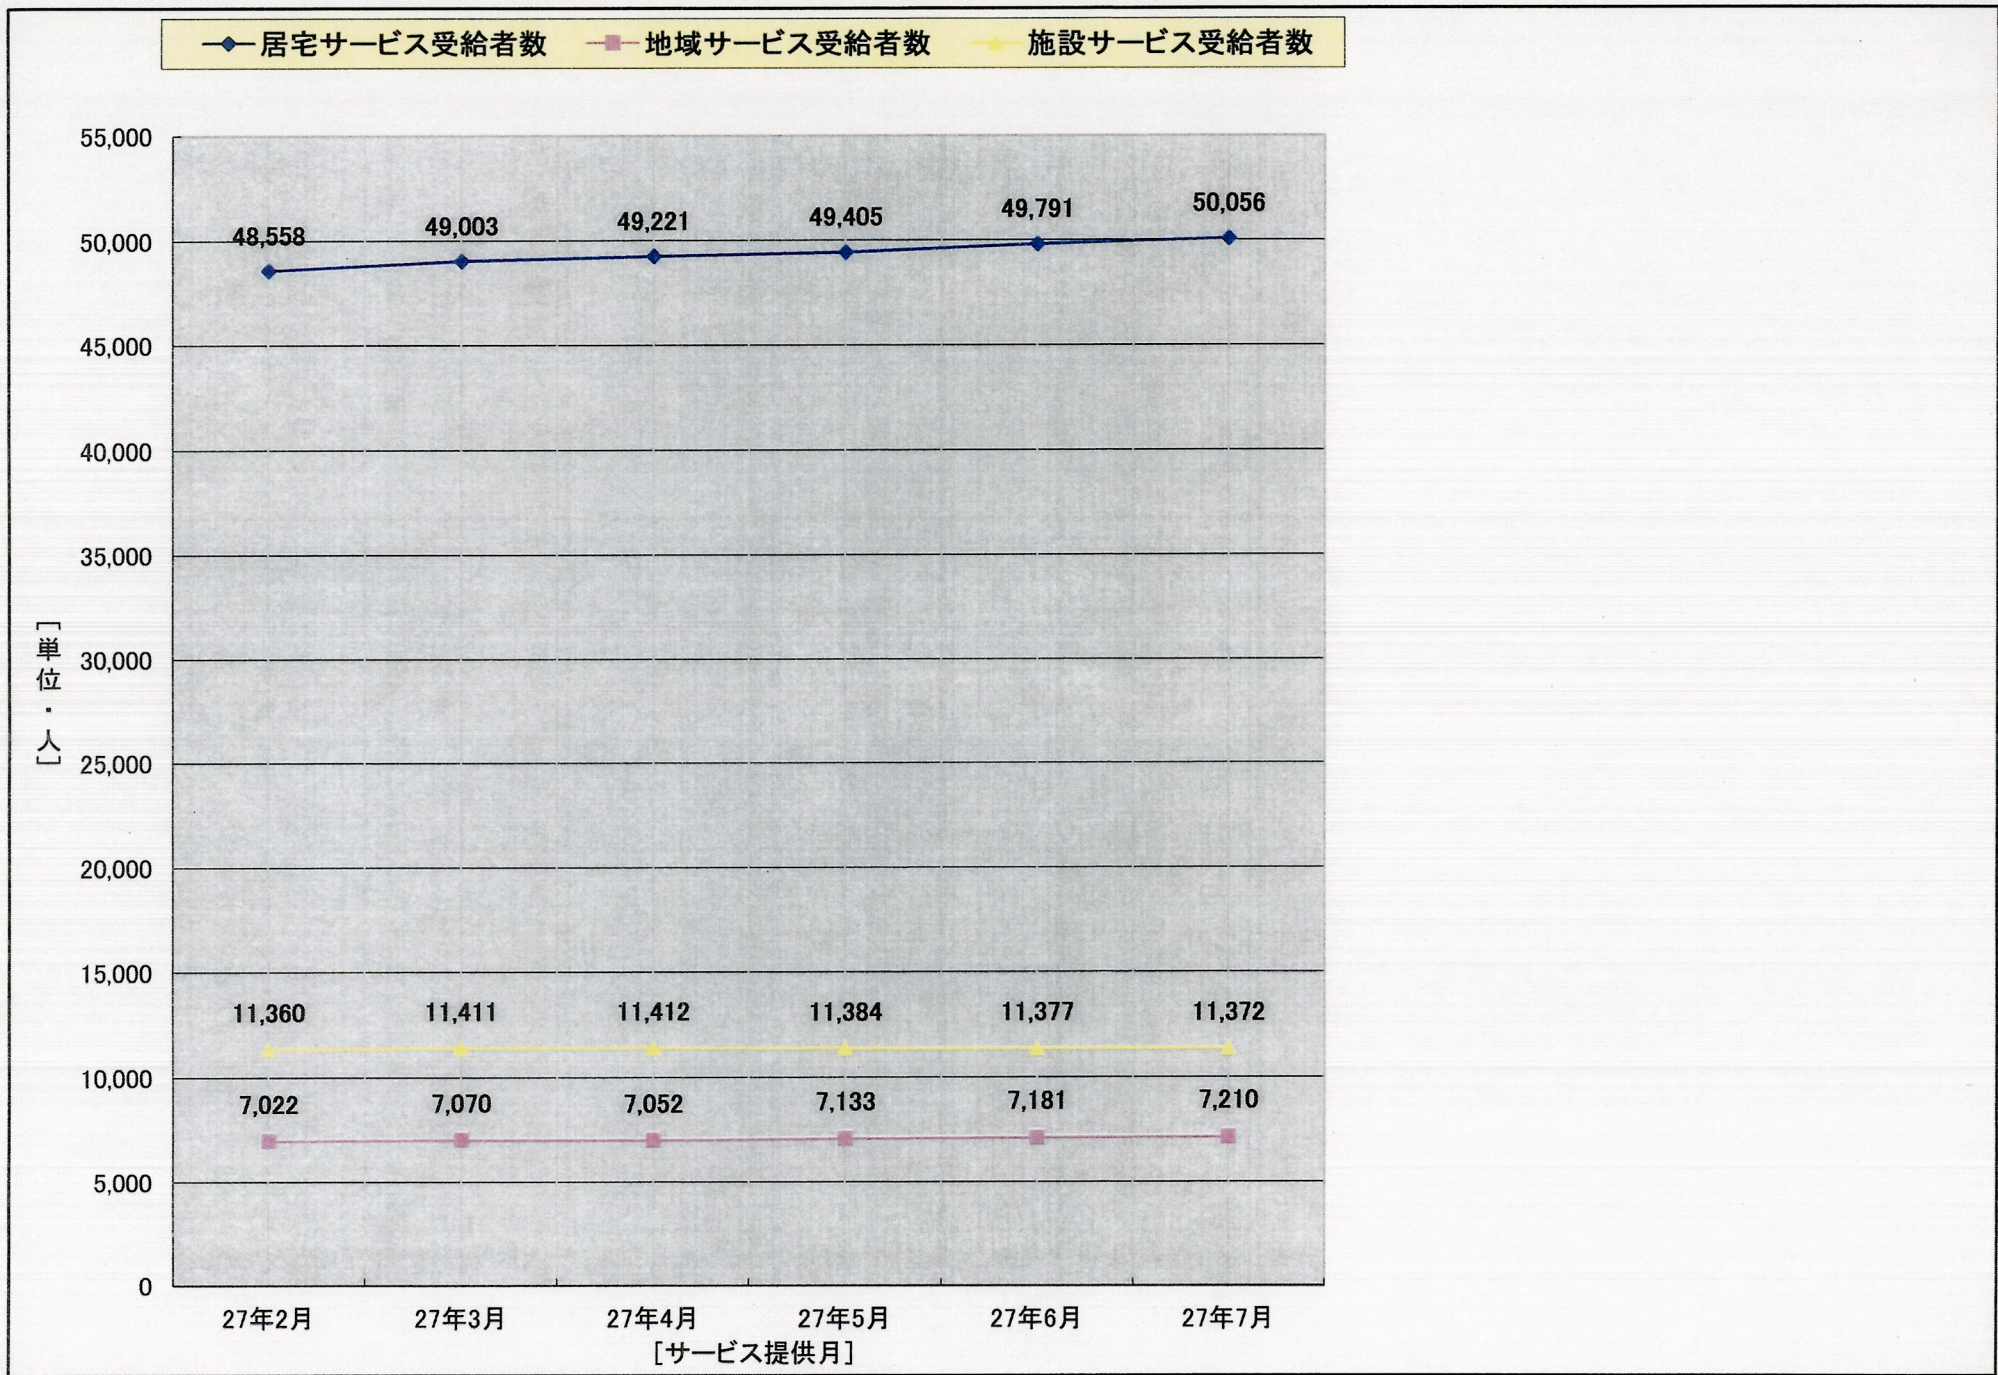 居宅サービス受給者数 地域サービス受給者数 施設サービス受給者数
55,000
50,000
45,000
40,000
35,000
30,000
25,000
20,000
15,000
10,000
5,000
0
[単位・人]
48,558 49,003 49,221 49,405 49,791 50,056
11,360 11,411 11,412 11,384 11,377 11,372
7,022 7,070 7,052 7,133 7,181 7,210
27年2月 27年3月 27年4月 27年5月 27年6月 27年7月
[サービス提供月]